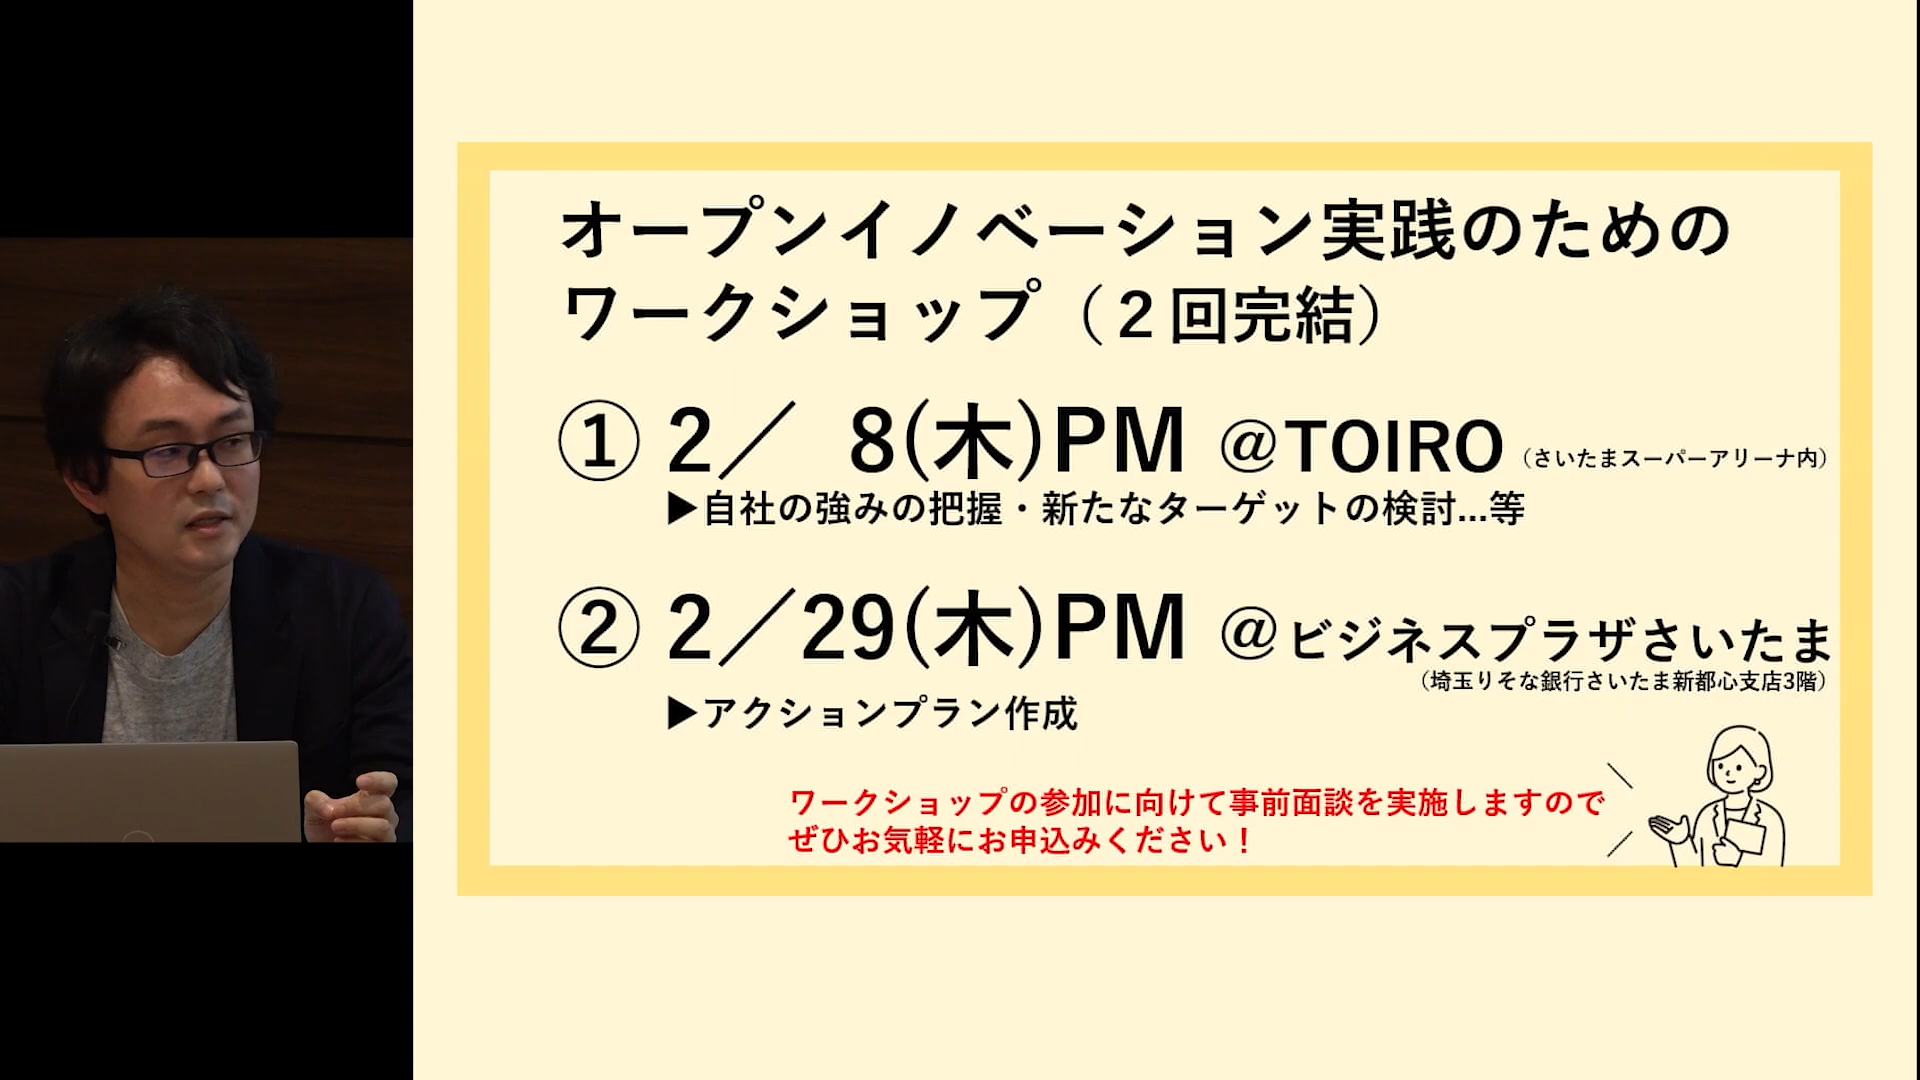 オープンイノベーション実践のための
ワークショップ（２回完結）
① 2／ 8(木)PM @TOIRO（さいたまスーパーアリーナ内）
▶自社の強みの把握・新たなターゲットの検討...等
② 2／29(木)PM @ビジネスプラザさいたま
（埼玉りそな銀行さいたま新都心支店3階）
▶アクションプラン作成
ワークショップの参加に向けて事前面談を実施しますので
ぜひお気軽にお申込みください！